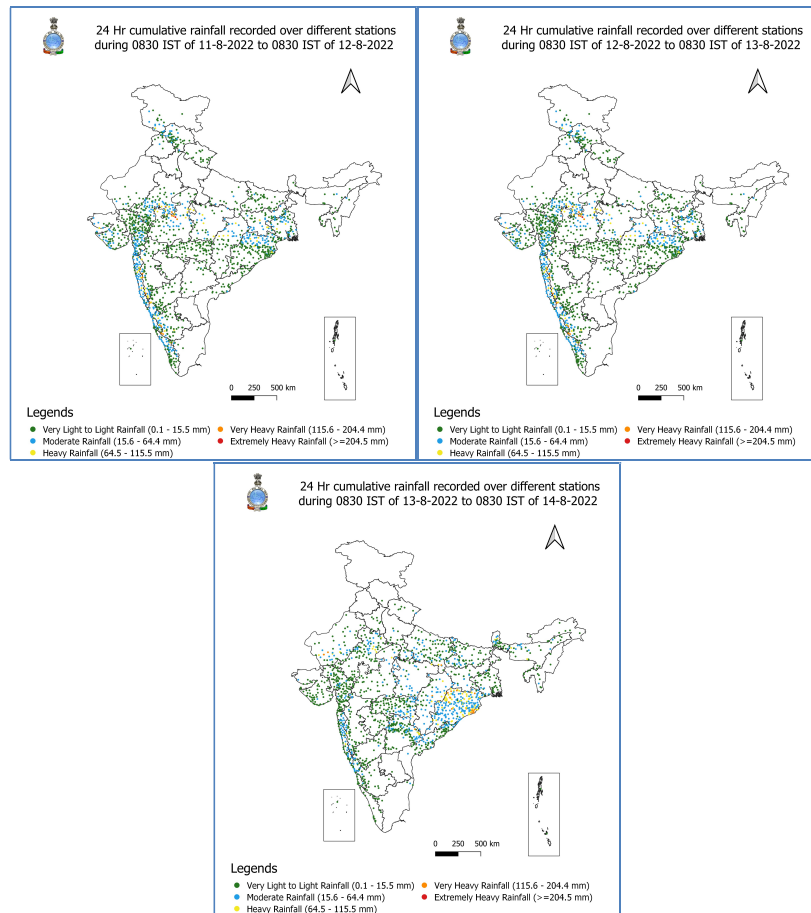 24 Hr cumulative rainfall recorded over different stations
during 0830 IST of 11-8-2022 to 0830 IST of 12-8-2022
0 250 500 km
Legends
Very Light to Light Rainfall (0.1 - 15.5 mm) Very Heavy Rainfall (115.6 - 204.4 mm)
Moderate Rainfall (15.6 - 64.4 mm) Extremely Heavy Rainfall (>=204.5 mm)
Heavy Rainfall (64.5 - 115.5 mm)
24 Hr cumulative rainfall recorded over different stations
during 0830 IST of 12-8-2022 to 0830 IST of 13-8-2022
0 250 500 km
Legends
Very Light to Light Rainfall (0.1 - 15.5 mm) Very Heavy Rainfall (115.6 - 204.4 mm)
Moderate Rainfall (15.6 - 64.4 mm) Extremely Heavy Rainfall (>=204.5 mm)
Heavy Rainfall (64.5 - 115.5 mm)
24 Hr cumulative rainfall recorded over different stations
during 0830 IST of 13-8-2022 to 0830 IST of 14-8-2022
0 250 500 km
Legends
Very Light to Light Rainfall (0.1 - 15.5 mm) Very Heavy Rainfall (115.6 - 204.4 mm)
Moderate Rainfall (15.6 - 64.4 mm) Extremely Heavy Rainfall (>=204.5 mm)
Heavy Rainfall (64.5 - 115.5 mm)